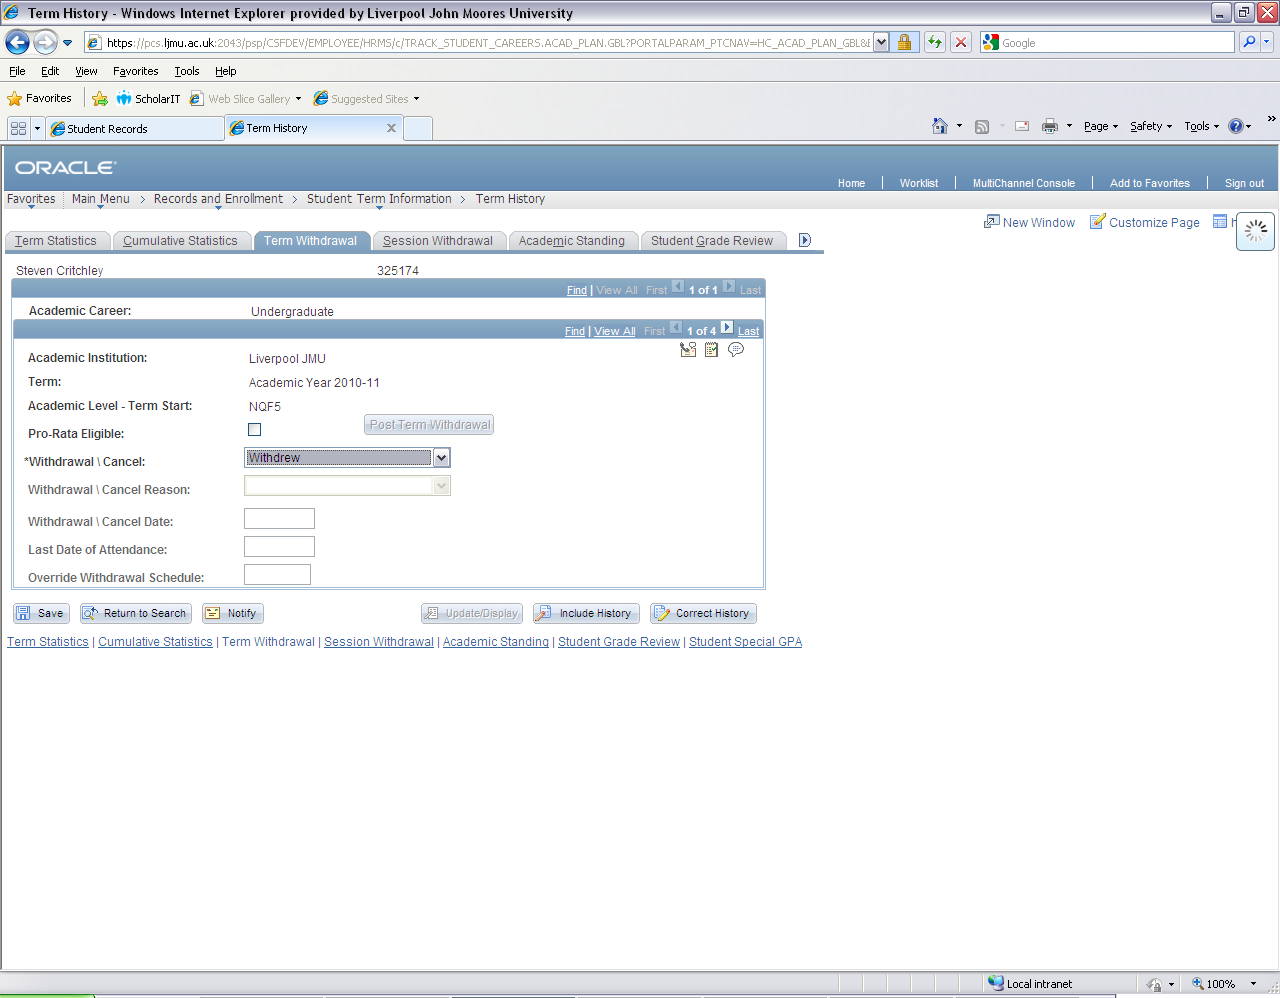 Term History - Windows Internet Explorer provided by Liverpool John Moores University
https://pcs.ljmu.ac.uk:2043/psp/CSFDEV/EMPLOYEE/HRMS/c/TRACK_STUDENT_CAREERS.ACAD_PLAN.GBL?PORTALPARAM_PTCNAV=HC_ACAD_PLAN_GBL&
Google
File Edit View Favorites Tools Help
Favorites ScholarIT Web Slice Gallery Suggested Sites
Student Records Term History Page Safety Tools
ORACLE
Home Worklist MultiChannel Console Add to Favorites Sign out
Favorites Main Menu > Records and Enrollment > Student Term Information > Term History
New Window Customize Page
Term Statistics Cumulative Statistics Term Withdrawal Session Withdrawal Academic Standing Student Grade Review
Steven Critchley 325174
Find | View All First 1 of 1 Last
Academic Career: Undergraduate
Find | View All First 1 of 4 Last
Academic Institution: Liverpool JMU
Term: Academic Year 2010-11
Academic Level - Term Start: NQF5
Pro-Rata Eligible: Post Term Withdrawal
*Withdrawal \ Cancel: Withdrew
Withdrawal \ Cancel Reason:
Withdrawal \ Cancel Date:
Last Date of Attendance:
Override Withdrawal Schedule:
Save Return to Search Notify Update/Display Include History Correct History
Term Statistics | Cumulative Statistics | Term Withdrawal | Session Withdrawal | Academic Standing | Student Grade Review | Student Special GPA
Local intranet 100%